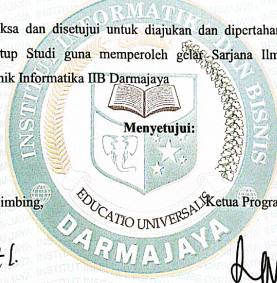 ksa dan disetujui untuk diajukan dan dipertahan
tup Studi guna memperoleh gelar Sarjana Ilm
nik Informatika IIB Darmajaya
Menyetujui:
imbing,
Ketua Progra
INSTITUT INFORMATIKA DAN BISNIS
EDUCATIO UNIVERSALIS
DARMAJAYA